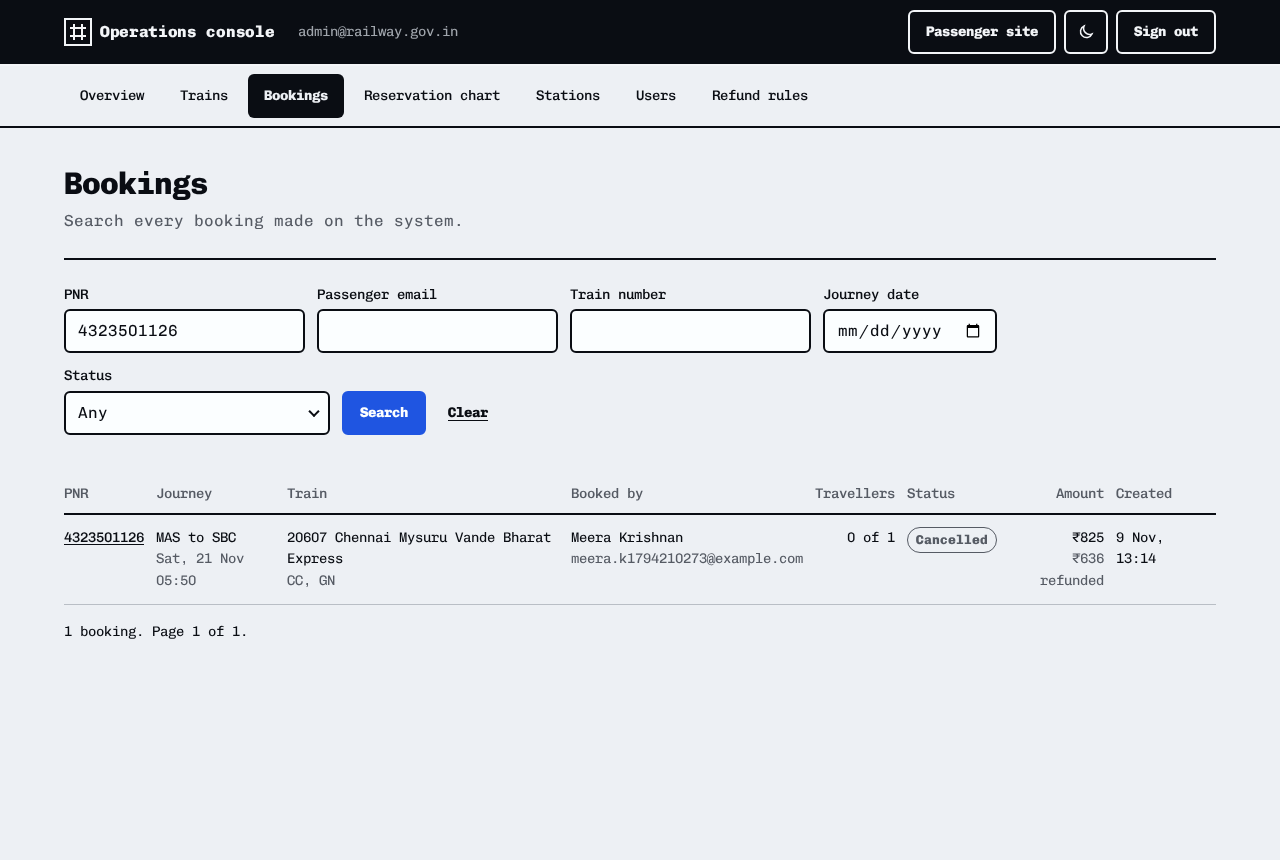 Operations console admin@railway.gov.in Passenger site Sign out
Overview Trains Bookings Reservation chart Stations Users Refund rules
Bookings
Search every booking made on the system.
PNR Passenger email Train number Journey date
4323501126 mm/dd/yyyy
Status
Any Search Clear
PNR Journey Train Booked by Travellers Status Amount Created
4323501126 MAS to SBC 20607 Chennai Mysuru Vande Bharat Meera Krishnan 0 of 1 Cancelled ₹825 9 Nov,
Sat, 21 Nov Express meera.k1794210273@example.com ₹636 13:14
05:50 CC, GN refunded
1 booking. Page 1 of 1.